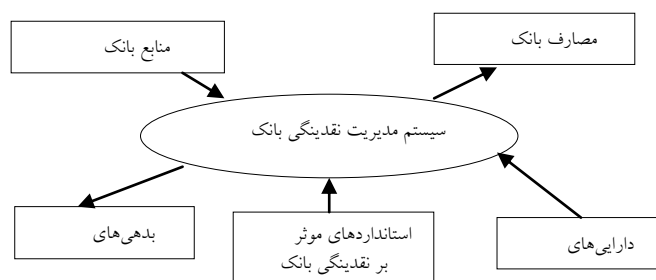 مصارف بانک
منابع بانک
سیستم مدیریت نقدینگی بانک
دارایی‌های
استانداردهای موثر
بر نقدینگی بانک
بدهی‌های